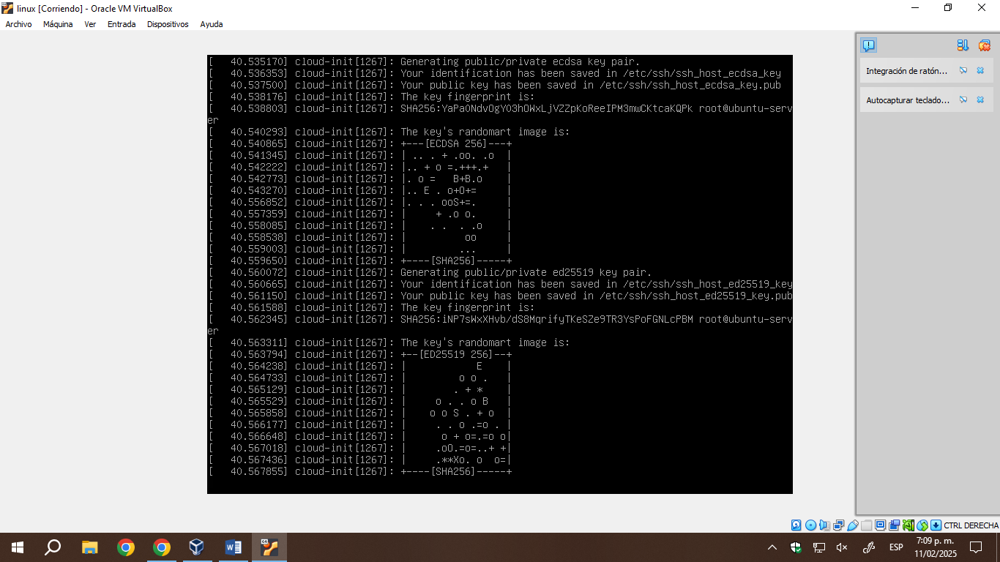 linux [Corriendo] - Oracle VM VirtualBox
Archivo Máquina Ver Entrada Dispositivos Ayuda
[   40.535170] cloud-init[1267]: Generating public/private ecdsa key pair.
[   40.536353] cloud-init[1267]: Your identification has been saved in /etc/ssh/ssh_host_ecdsa_key
[   40.537500] cloud-init[1267]: Your public key has been saved in /etc/ssh/ssh_host_ecdsa_key.pub
[   40.538176] cloud-init[1267]: The key fingerprint is:
[   40.538803] cloud-init[1267]: SHA256:YaPaONdvOgY03hOWxLjVZZpKoReeIPM3mwCKtcaKQPk root@ubuntu-serv
er
[   40.540293] cloud-init[1267]: The key's randomart image is:
[   40.540865] cloud-init[1267]: +---[ECDSA 256]---+
[   40.541345] cloud-init[1267]: | .. . + .oo. .o  |
[   40.542222] cloud-init[1267]: |.. + o =.+++.+   |
[   40.542773] cloud-init[1267]: |. o =   B+B.o    |
[   40.543270] cloud-init[1267]: |.. E . o+O+=     |
[   40.556852] cloud-init[1267]: |. . . ooS+=.     |
[   40.557359] cloud-init[1267]: |     + .o o.     |
[   40.558085] cloud-init[1267]: |    . .  . .o    |
[   40.558538] cloud-init[1267]: |          oo     |
[   40.559003] cloud-init[1267]: |         ...     |
[   40.559650] cloud-init[1267]: +----[SHA256]-----+
[   40.560072] cloud-init[1267]: Generating public/private ed25519 key pair.
[   40.560665] cloud-init[1267]: Your identification has been saved in /etc/ssh/ssh_host_ed25519_key
[   40.561150] cloud-init[1267]: Your public key has been saved in /etc/ssh/ssh_host_ed25519_key.pub
[   40.561588] cloud-init[1267]: The key fingerprint is:
[   40.562345] cloud-init[1267]: SHA256:iNP7sWxXHvb/dS8MqrifyTKeSZe9TR3YsPoFGNLcPBM root@ubuntu-serv
er
[   40.563311] cloud-init[1267]: The key's randomart image is:
[   40.563794] cloud-init[1267]: +--[ED25519 256]--+
[   40.564238] cloud-init[1267]: |            E    |
[   40.564733] cloud-init[1267]: |         o o .   |
[   40.565129] cloud-init[1267]: |        . + *    |
[   40.565529] cloud-init[1267]: |     o . . o B   |
[   40.565858] cloud-init[1267]: |    o o S . + o  |
[   40.566177] cloud-init[1267]: |     . . o .=o . |
[   40.566648] cloud-init[1267]: |      o + o=.=o o|
[   40.567018] cloud-init[1267]: |     .oO.=o=..+ +|
[   40.567436] cloud-init[1267]: |     .**Xo. o  o=|
[   40.567855] cloud-init[1267]: +----[SHA256]-----+
Integración de ratón...
Autocapturar teclado...
CTRL DERECHA
ESP
7:09 p. m.
11/02/2025